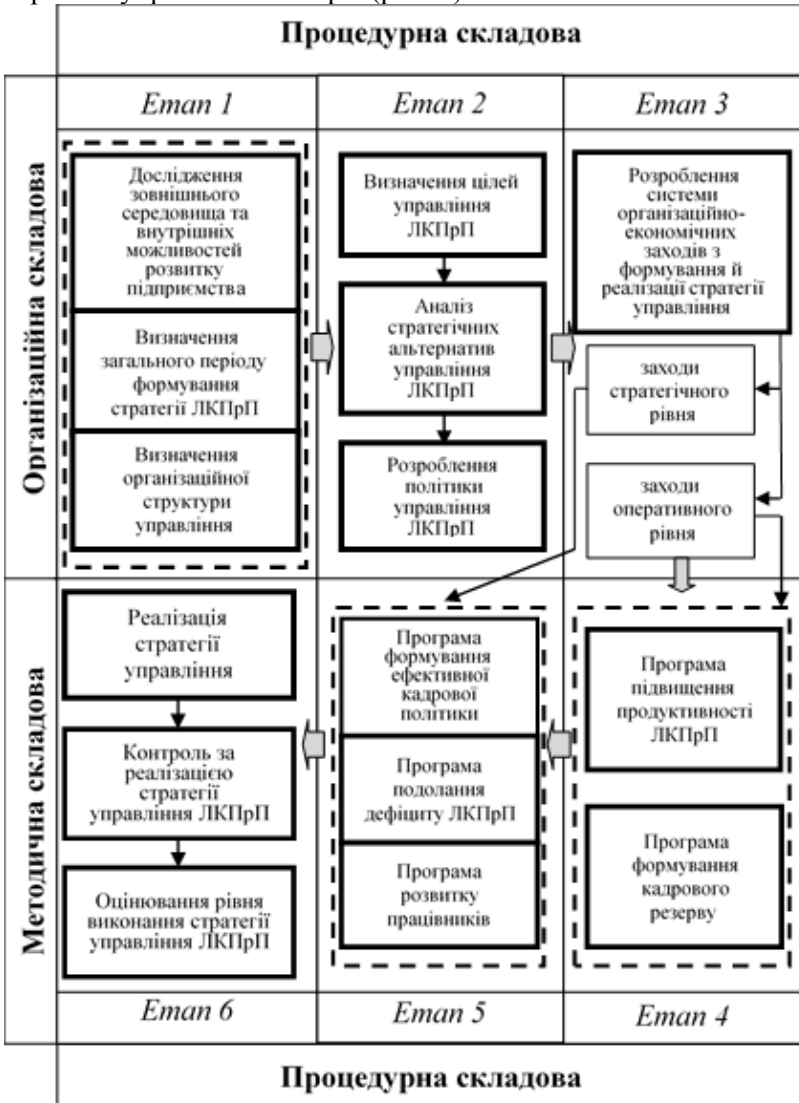 Процедурна складова
Етап 1
Етап 2
Етап 3
Організаційна складова
Дослідження
зовнішнього
середовища та
внутрішніх
можливостей
розвитку
підприємства
Визначення
загального періоду
формування
стратегії ЛКПрП
Визначення
організаційної
структури
управління
Визначення цілей
управління
ЛКПрП
Аналіз
стратегічних
альтернатив
управління
ЛКПрП
Розроблення
політики
управління
ЛКПрП
Розроблення
системи
організаційно-
економічних
заходів з
формування й
реалізації стратегії
управління
заходи
стратегічного
рівня
заходи
оперативного
рівня
Методична складова
Реалізація
стратегії
управління
Контроль за
реалізацією
стратегії
управління ЛКПрП
Оцінювання рівня
виконання стратегії
управління ЛКПрП
Програма
формування
ефективної
кадрової
політики
Програма
подолання
дефіциту ЛКПрП
Програма
розвитку
працівників
Програма
підвищення
продуктивності
ЛКПрП
Програма
формування
кадрового
резерву
Етап 6
Етап 5
Етап 4
Процедурна складова